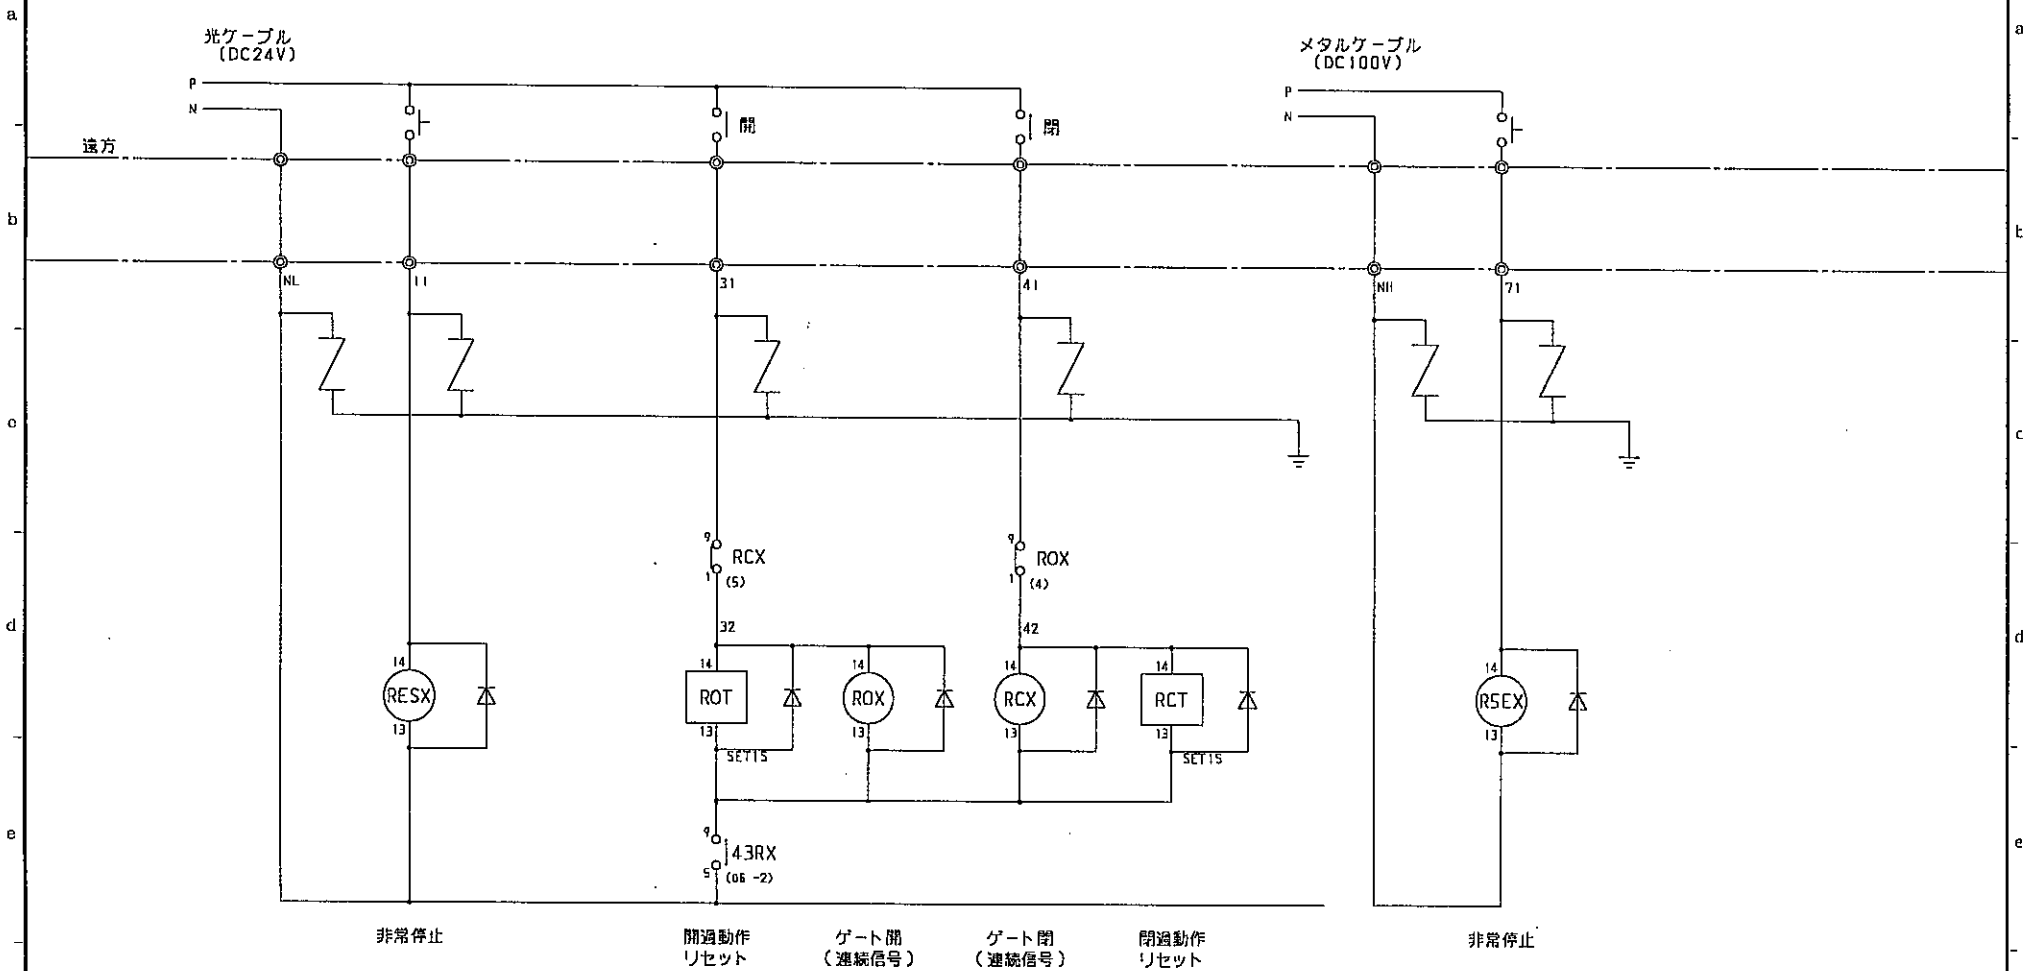 a
a
光ケーブル
(DC24V)
メタルケーブル
(DC100V)
P
N
P
N
開
閉
遠方
b
b
NL
11
31
41
NH
71
c
c
9
RCX
1
(5)
9
ROX
1
(4)
d
d
32
42
14
RESX
13
14
ROT
13
SET1S
14
ROX
13
14
RCX
13
14
RCT
13
SET1S
14
RSEX
13
e
e
9
43RX
5
(06 -2)
非常停止
開過動作
リセット
ゲート開
(連続信号)
ゲート閉
(連続信号)
閉過動作
リセット
非常停止